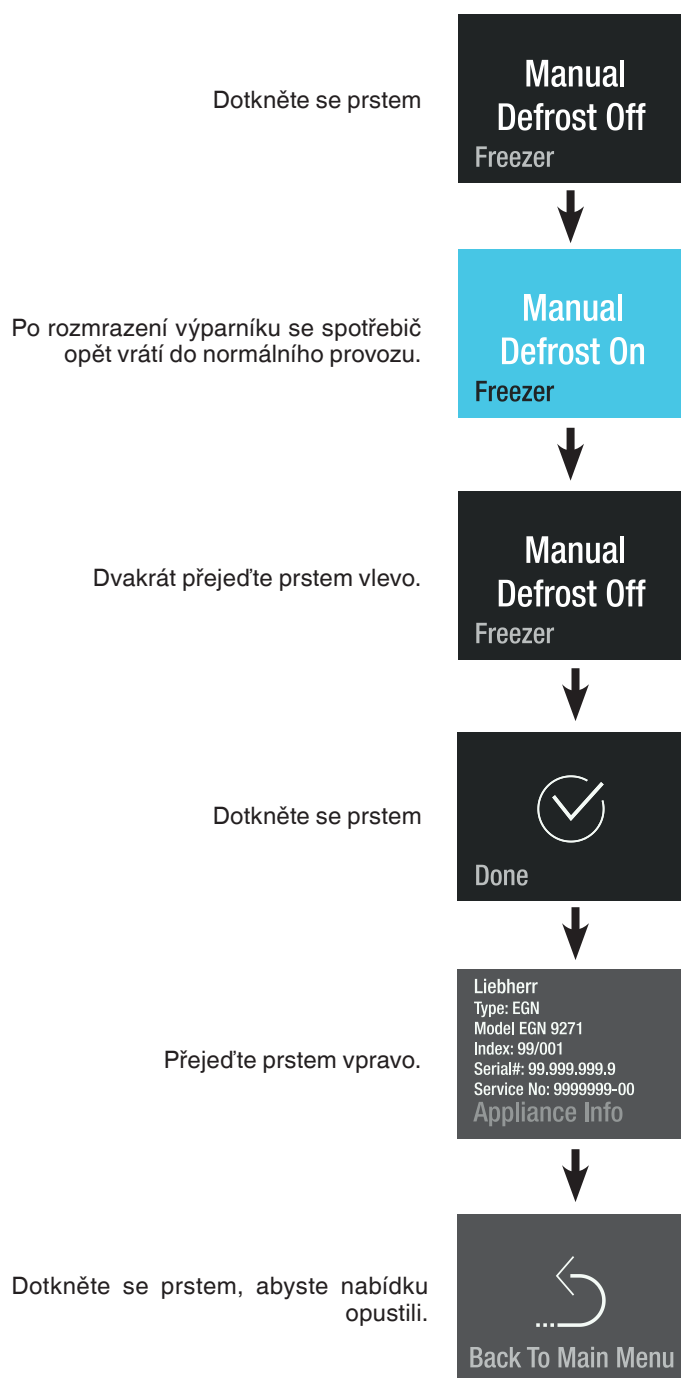 Dotkněte se prstem
Manual
Defrost Off
Freezer
Po rozmrazení výparníku se spotřebič
opět vrátí do normálního provozu.
Manual
Defrost On
Freezer
Dvakrát přejeďte prstem vlevo.
Manual
Defrost Off
Freezer
Dotkněte se prstem
Done
Přejeďte prstem vpravo.
Liebherr
Type: EGN
Model EGN 9271
Index: 99/001
Serial#: 99.999.999.9
Service No: 9999999-00
Appliance Info
Dotkněte se prstem, abyste nabídku
opustili.
Back To Main Menu